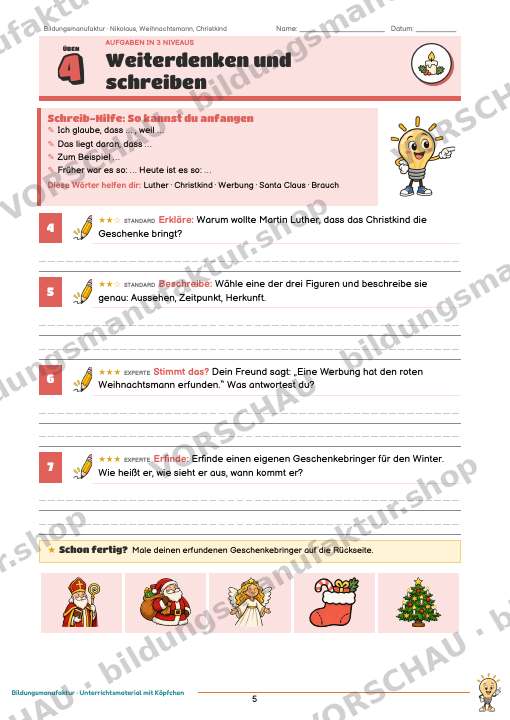 Bildungsmanufaktur · Nikolaus, Weihnachtsmann, Christkind Name: Datum:
ÜBEN
4
AUFGABEN IN 3 NIVEAUS
Weiterdenken und
schreiben
Schreib-Hilfe: So kannst du anfangen
✎ Ich glaube, dass ..., weil ...
✎ Das liegt daran, dass ...
✎ Zum Beispiel ...
✎ Früher war es so: ... Heute ist es so: ...
Diese Wörter helfen dir: Luther · Christkind · Werbung · Santa Claus · Brauch
4 ★★☆ STANDARD Erkläre: Warum wollte Martin Luther, dass das Christkind die
Geschenke bringt?
5 ★★☆ STANDARD Beschreibe: Wähle eine der drei Figuren und beschreibe sie
genau: Aussehen, Zeitpunkt, Herkunft.
6 ★★★ EXPERTE Stimmt das? Dein Freund sagt: „Eine Werbung hat den roten
Weihnachtsmann erfunden.“ Was antwortest du?
7 ★★★ EXPERTE Erfinde: Erfinde einen eigenen Geschenkebringer für den Winter.
Wie heißt er, wie sieht er aus, wann kommt er?
★ Schon fertig? Male deinen erfundenen Geschenkebringer auf die Rückseite.
Bildungsmanufaktur · Unterrichtsmaterial mit Köpfchen
5
VORSCHAU · bildungsmanufaktur.shop